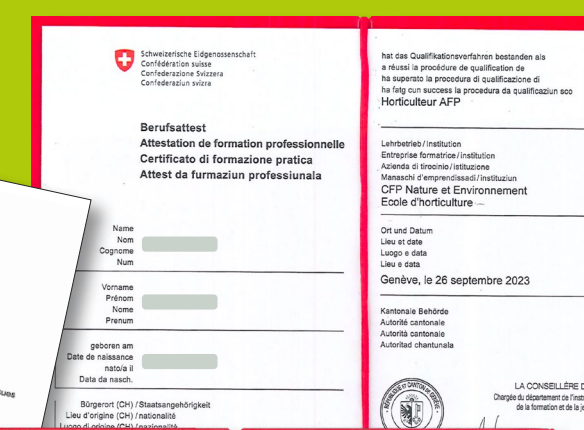 Schweizerische Eidgenossenschaft
Confédération suisse
Confederazione Svizzera
Confederaziun svizra
Berufsattest
Attestation de formation professionnelle
Certificato di formazione pratica
Attest da furmaziun professiunala
Name
Nom
Cognome
Num
Vorname
Prénom
Nome
Prenum
geboren am
Date de naissance
nato/a il
Data da nasch.
Bürgerort (CH) / Staatsangehörigkeit
Lieu d'origine (CH) / nationalité
Luogo di origine (CH) / nazionalità
hat das Qualifikationsverfahren bestanden als
a réussi la procédure de qualification de
ha superato la procedura di qualificazione di
ha fatg cun success la procedura da qualificaziun sco
Horticulteur AFP
Lehrbetrieb / Institution
Entreprise formatrice / institution
Azienda di tirocinio / istituzione
Manaschi d'emprendissadi / instituziun
CFP Nature et Environnement
Ecole d'horticulture
Ort und Datum
Lieu et date
Luogo e data
Lieu e data
Genève, le 26 septembre 2023
Kantonale Behörde
Autorité cantonale
Autorità cantonale
Autoritad chantunala
LA CONSEILLÈRE D
Chargée du département de l'inst
de la formation et de la je